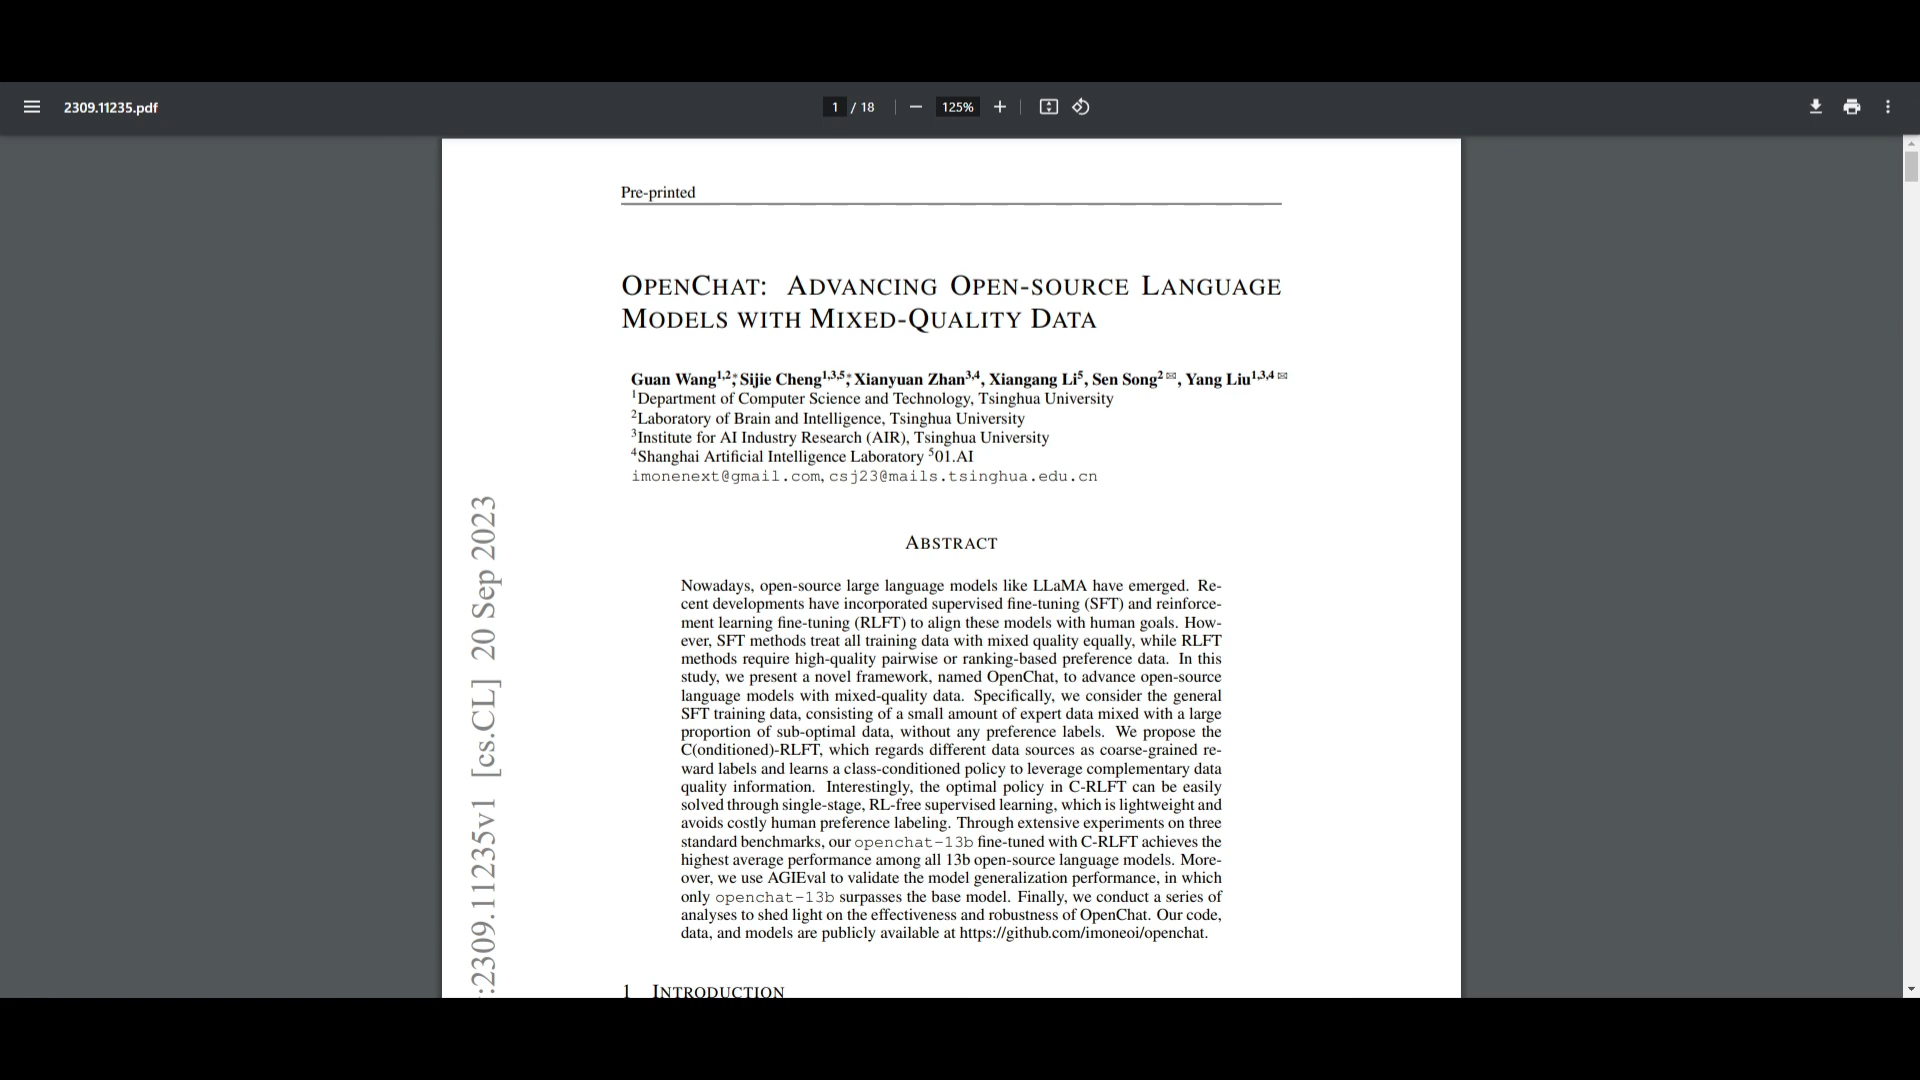 2309.11235.pdf
1 / 18
125%
Pre-printed
OPENCHAT: ADVANCING OPEN-SOURCE LANGUAGE
MODELS WITH MIXED-QUALITY DATA
Guan Wang1,2*, Sijie Cheng1,3,5*, Xianyuan Zhan3,4, Xiangang Li5, Sen Song2 ✉, Yang Liu1,3,4 ✉
1Department of Computer Science and Technology, Tsinghua University
2Laboratory of Brain and Intelligence, Tsinghua University
3Institute for AI Industry Research (AIR), Tsinghua University
4Shanghai Artificial Intelligence Laboratory 501.AI
imonenext@gmail.com, csj23@mails.tsinghua.edu.cn
ABSTRACT
Nowadays, open-source large language models like LLaMA have emerged. Re-
cent developments have incorporated supervised fine-tuning (SFT) and reinforce-
ment learning fine-tuning (RLFT) to align these models with human goals. How-
ever, SFT methods treat all training data with mixed quality equally, while RLFT
methods require high-quality pairwise or ranking-based preference data. In this
study, we present a novel framework, named OpenChat, to advance open-source
language models with mixed-quality data. Specifically, we consider the general
SFT training data, consisting of a small amount of expert data mixed with a large
proportion of sub-optimal data, without any preference labels. We propose the
C(onditioned)-RLFT, which regards different data sources as coarse-grained re-
ward labels and learns a class-conditioned policy to leverage complementary data
quality information. Interestingly, the optimal policy in C-RLFT can be easily
solved through single-stage, RL-free supervised learning, which is lightweight and
avoids costly human preference labeling. Through extensive experiments on three
standard benchmarks, our openchat-13b fine-tuned with C-RLFT achieves the
highest average performance among all 13b open-source language models. More-
over, we use AGIEval to validate the model generalization performance, in which
only openchat-13b surpasses the base model. Finally, we conduct a series of
analyses to shed light on the effectiveness and robustness of OpenChat. Our code,
data, and models are publicly available at https://github.com/imoneoi/openchat.
:2309.11235v1 [cs.CL] 20 Sep 2023
1 INTRODUCTION